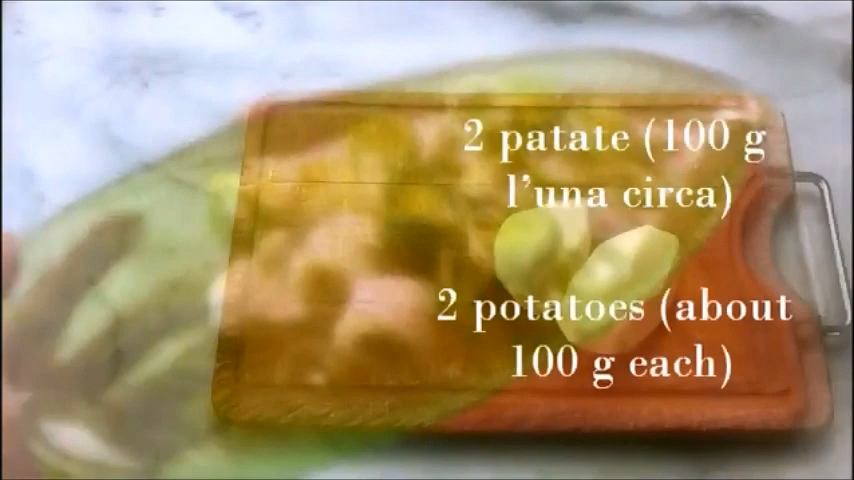 2 patate (100 g
l'una circa)
2 potatoes (about
100 g each)